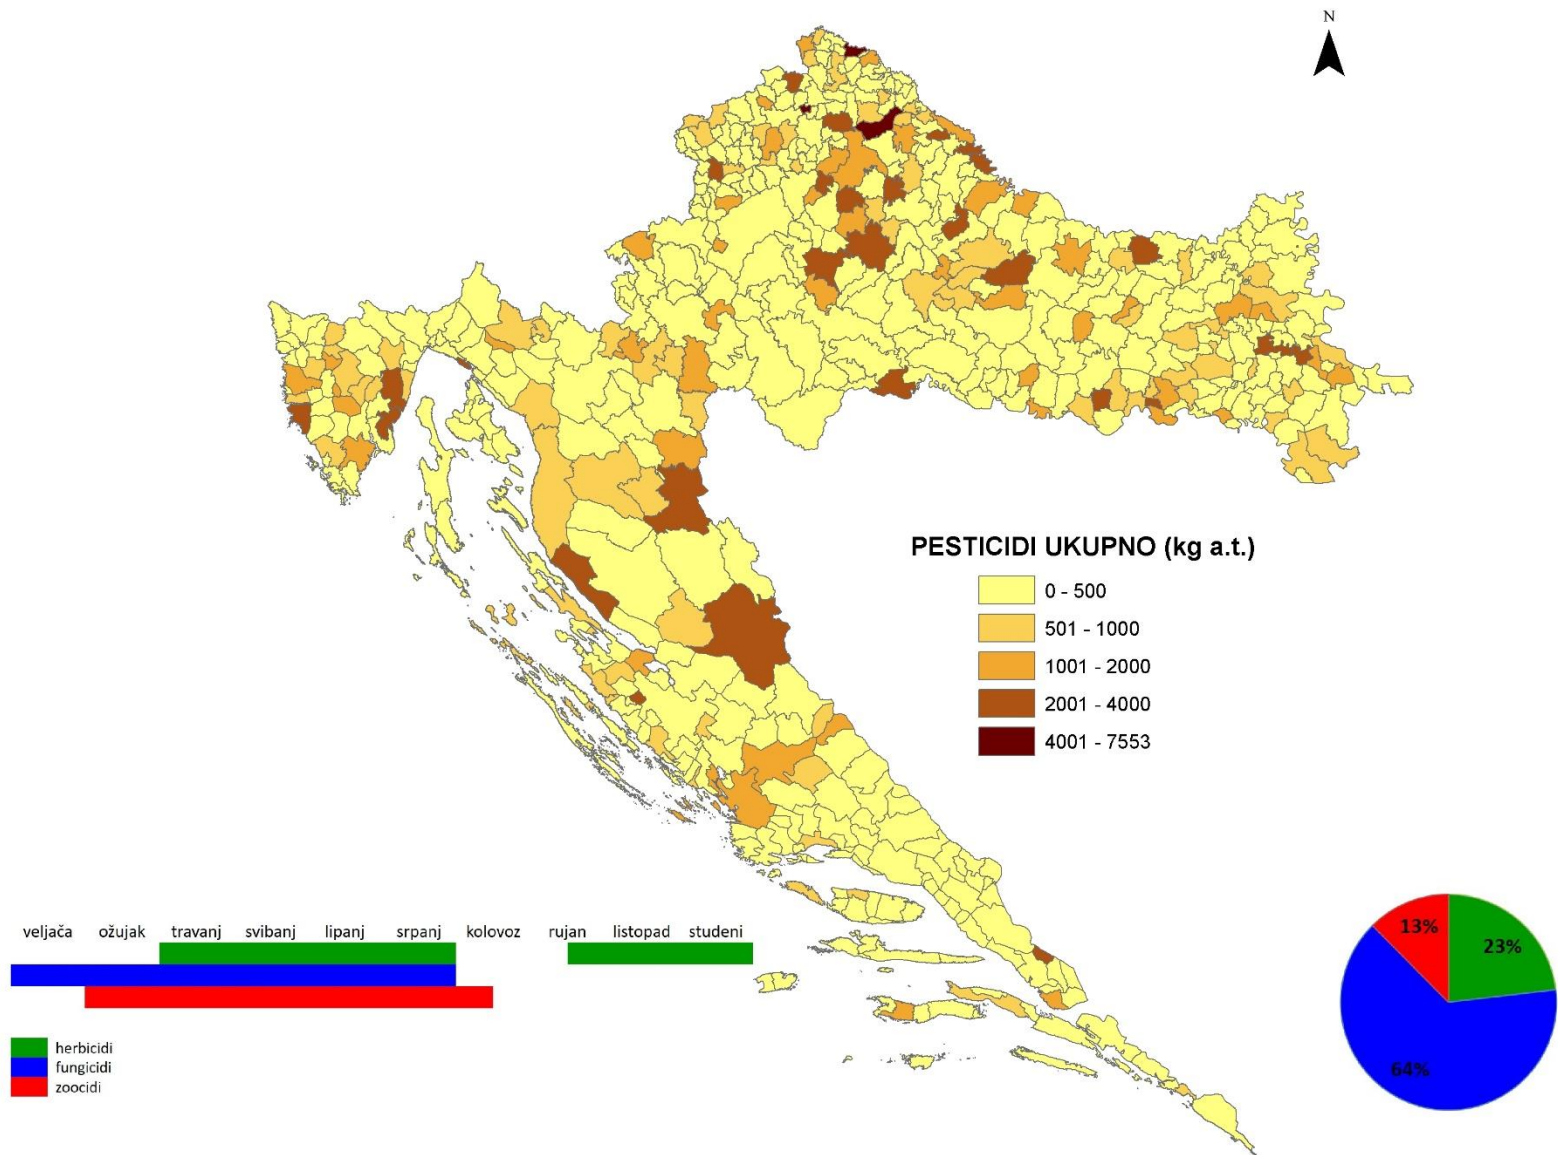 N
PESTICIDI UKUPNO (kg a.t.)
0 - 500
501 - 1000
1001 - 2000
2001 - 4000
4001 - 7553
veljača ožujak travanj svibanj lipanj srpanj kolovoz rujan listopad studeni
herbicidi
fungicidi
zoocidi
13%
23%
64%